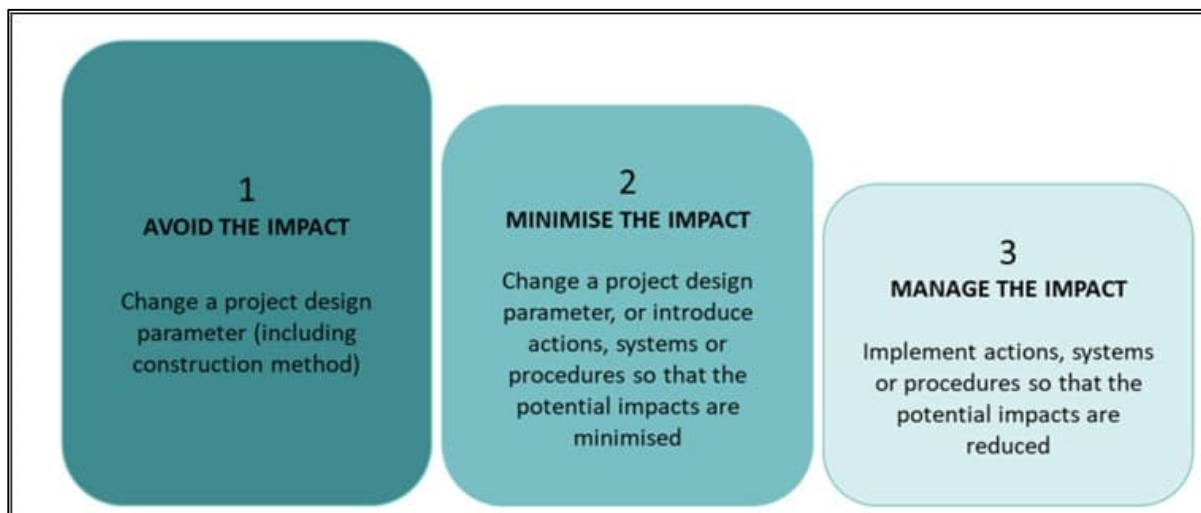 1
AVOID THE IMPACT
Change a project design
parameter (including
construction method)
2
MINIMISE THE IMPACT
Change a project design
parameter, or introduce
actions, systems or
procedures so that the
potential impacts are
minimised
3
MANAGE THE IMPACT
Implement actions, systems
or procedures so that the
potential impacts are
reduced